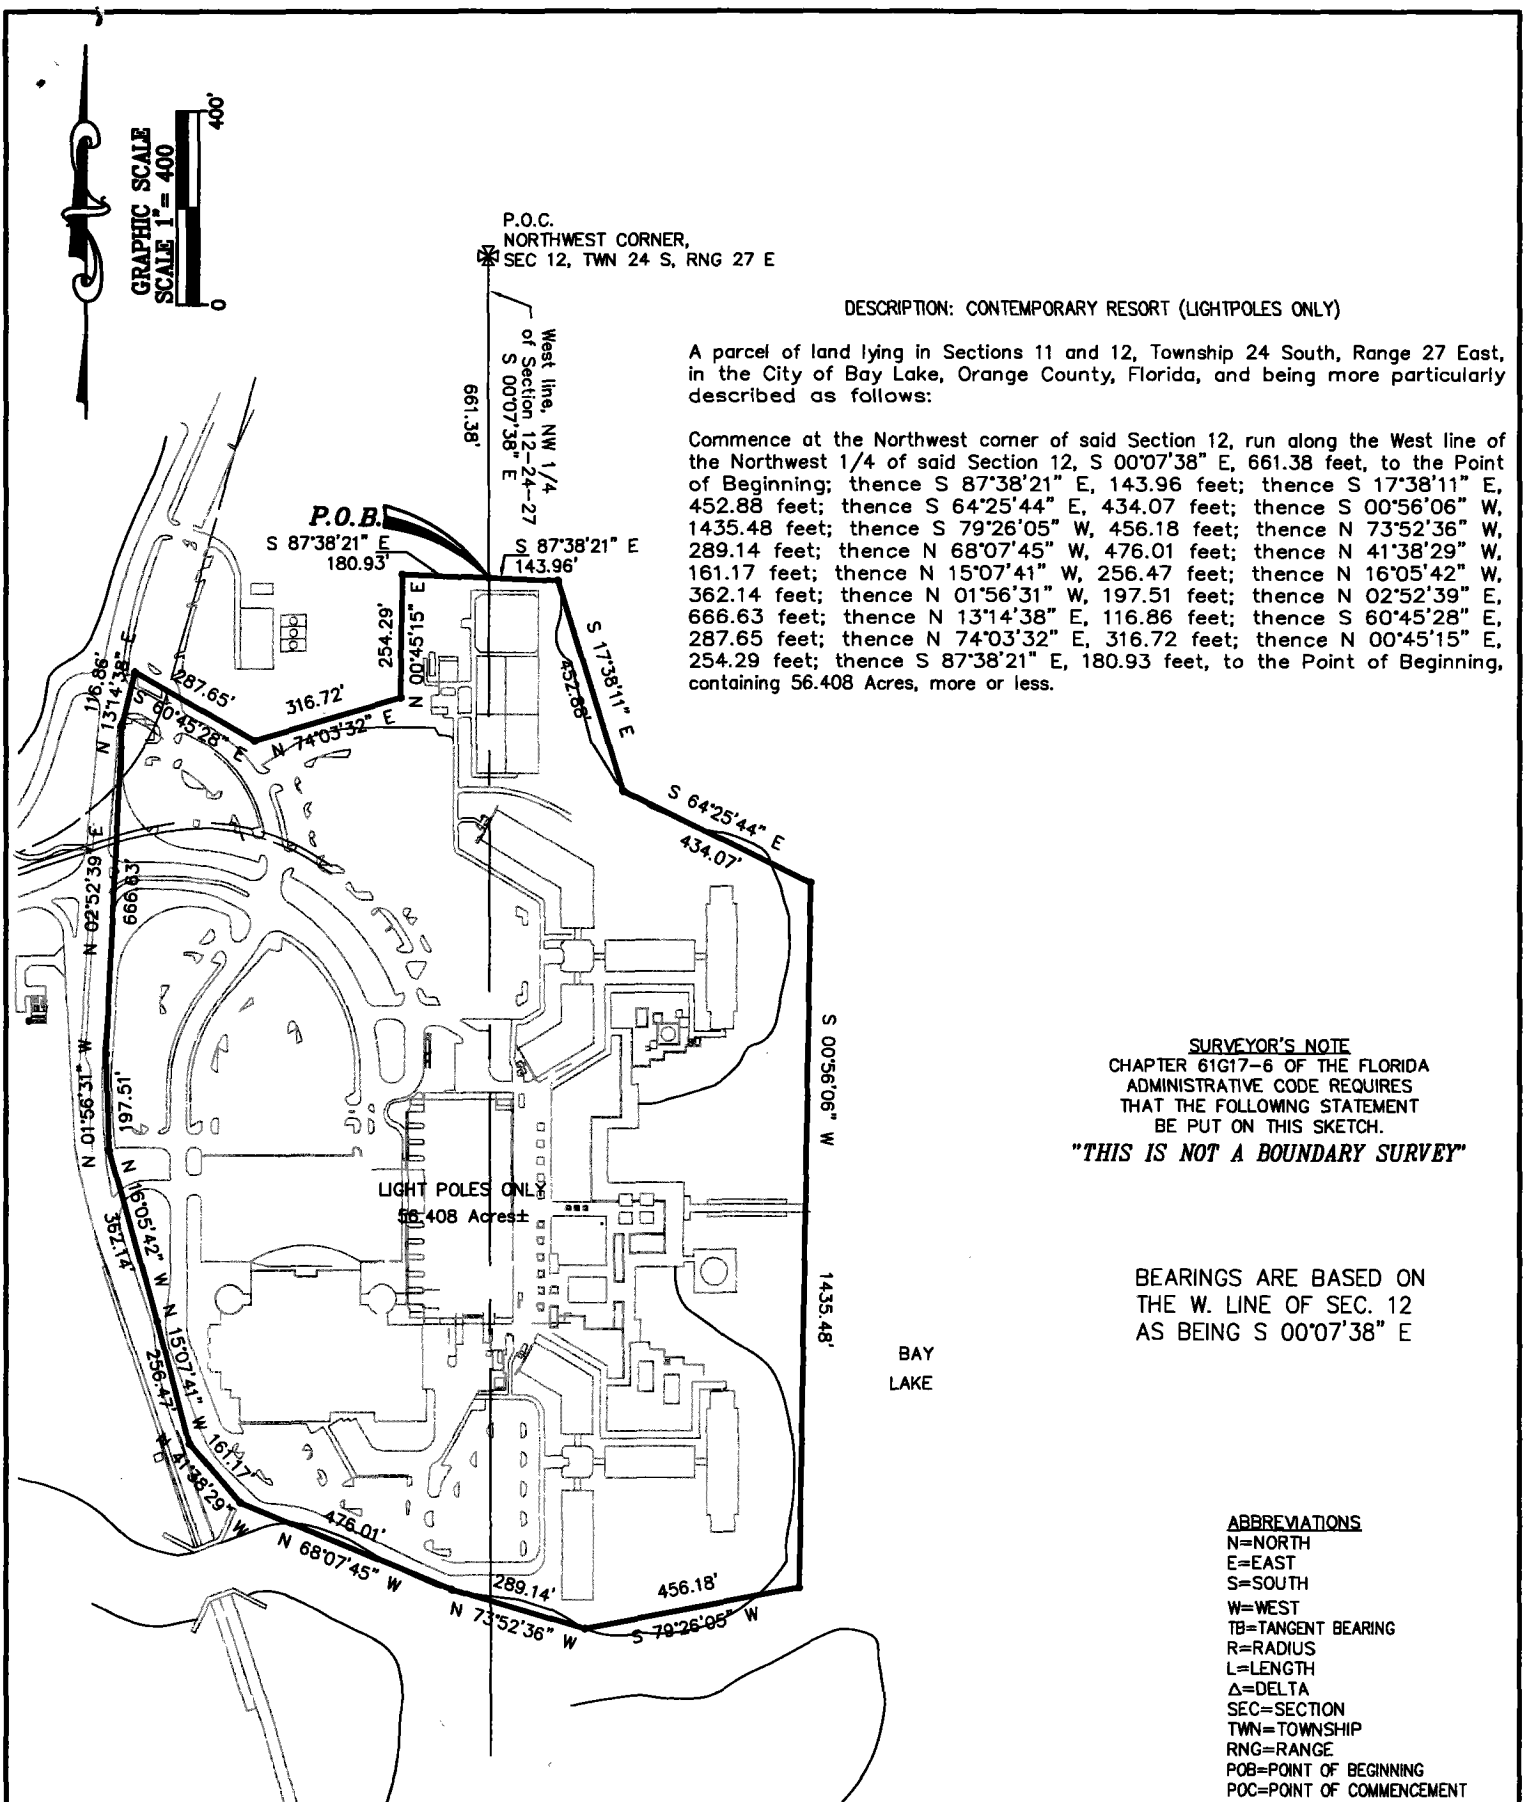 GRAPHIC SCALE
SCALE 1"= 400
0
400'
P.O.C.
NORTHWEST CORNER,
SEC 12, TWN 24 S, RNG 27 E
West line, NW 1/4
of Section 12-24-27
S 00°07'38" E
661.38'
DESCRIPTION: CONTEMPORARY RESORT (LIGHTPOLES ONLY)
A parcel of land lying in Sections 11 and 12, Township 24 South, Range 27 East,
in the City of Bay Lake, Orange County, Florida, and being more particularly
described as follows:
Commence at the Northwest corner of said Section 12, run along the West line of
the Northwest 1/4 of said Section 12, S 00°07'38" E, 661.38 feet, to the Point
of Beginning; thence S 87°38'21" E, 143.96 feet; thence S 17°38'11" E,
452.88 feet; thence S 64°25'44" E, 434.07 feet; thence S 00°56'06" W,
1435.48 feet; thence S 79°26'05" W, 456.18 feet; thence N 73°52'36" W,
289.14 feet; thence N 68°07'45" W, 476.01 feet; thence N 41°38'29" W,
161.17 feet; thence N 15°07'41" W, 256.47 feet; thence N 16°05'42" W,
362.14 feet; thence N 01°56'31" W, 197.51 feet; thence N 02°52'39" E,
666.63 feet; thence N 13°14'38" E, 116.86 feet; thence S 60°45'28" E,
287.65 feet; thence N 74°03'32" E, 316.72 feet; thence N 00°45'15" E,
254.29 feet; thence S 87°38'21" E, 180.93 feet, to the Point of Beginning,
containing 56.408 Acres, more or less.
P.O.B.
S 87°38'21" E
180.93'
S 87°38'21" E
143.96'
254.29'
N 00°45'15" E
S 17°38'11" E
452.88'
116.86'
N 13°14'38" E
287.65'
S 60°45'28" E
316.72'
N 74°03'32" E
S 64°25'44" E
434.07'
N 02°52'39" E
666.63'
S 00°56'06" W
1435.48'
N 01°56'31" W
197.51'
LIGHT POLES ONLY
56.408 Acres±
N 16°05'42" W
362.14'
N 15°07'41" W
256.47'
161.17'
N 41°38'29" W
476.01'
N 68°07'45" W
289.14'
N 73°52'36" W
456.18'
S 79°26'05" W
BAY
LAKE
SURVEYOR'S NOTE
CHAPTER 61G17-6 OF THE FLORIDA
ADMINISTRATIVE CODE REQUIRES
THAT THE FOLLOWING STATEMENT
BE PUT ON THIS SKETCH.
"THIS IS NOT A BOUNDARY SURVEY"
BEARINGS ARE BASED ON
THE W. LINE OF SEC. 12
AS BEING S 00°07'38" E
ABBREVIATIONS
N=NORTH
E=EAST
S=SOUTH
W=WEST
TB=TANGENT BEARING
R=RADIUS
L=LENGTH
Δ=DELTA
SEC=SECTION
TWN=TOWNSHIP
RNG=RANGE
POB=POINT OF BEGINNING
POC=POINT OF COMMENCEMENT